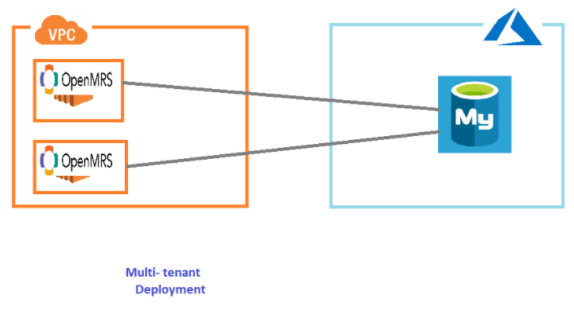 VPC
OpenMRS
My
OpenMRS
Multi- tenant
Deployment